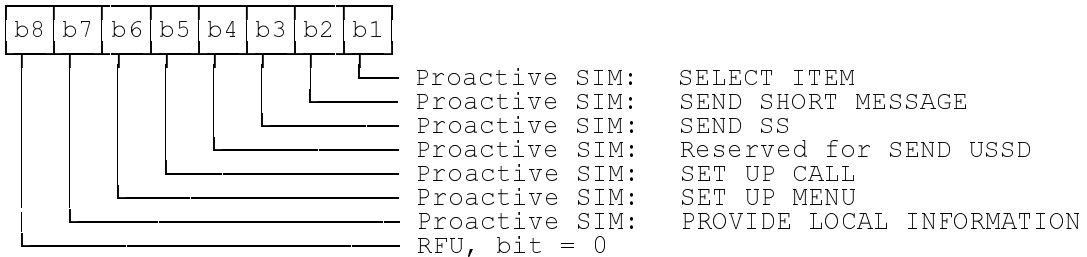 b8 b7 b6 b5 b4 b3 b2 b1
Proactive SIM: SELECT ITEM
Proactive SIM: SEND SHORT MESSAGE
Proactive SIM: SEND SS
Proactive SIM: Reserved for SEND USSD
Proactive SIM: SET UP CALL
Proactive SIM: SET UP MENU
Proactive SIM: PROVIDE LOCAL INFORMATION
RFU, bit = 0